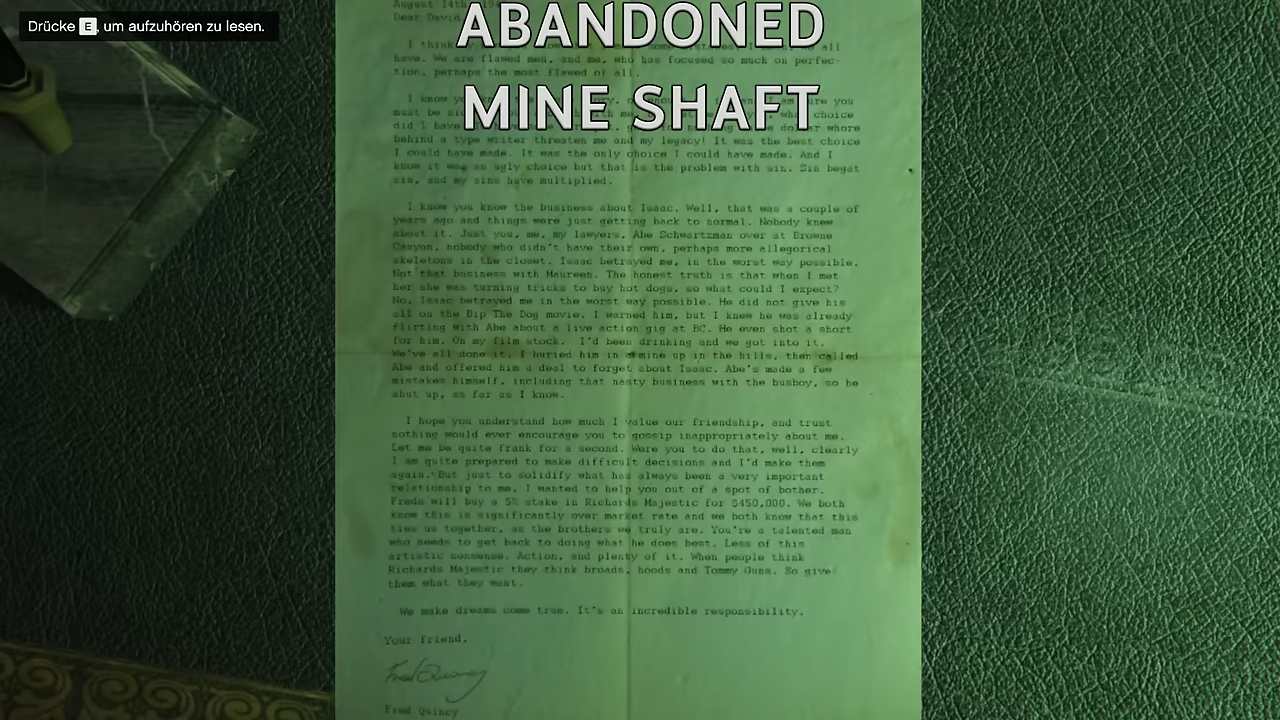 Drücke E, um aufzuhören zu lesen.
ABANDONED
MINE SHAFT
August 14th
Dear David
I think some all
have. We are flawed men, and me, who has focused so much on perfec-
tion, perhaps the most flawed of all.
I know sure you
must be choice
did I have dollar whore
behind a type writer threaten me and my legacy! It was the best choice
I could have made. It was the only choice I could have made. And I
know it was an ugly choice but that is the problem with sin. Sin begat
sin, and my sins have multiplied.
I know you know the business about Isaac. Well, that was a couple of
years ago and things were just getting back to normal. Nobody knew
about it. Just you, me, my lawyers, Abe Schwartzman over at Browne
Canyon, nobody who didn't have their own, perhaps more allegorical
skeletons in the closet. Isaac betrayed me, in the worst way possible.
Not that business with Maureen. The honest truth is that when I met
her she was turning tricks to buy hot dogs, so what could I expect?
No, Isaac betrayed me in the worst way possible. He did not give his
all on the Bip The Dog movie. I warned him, but I knew he was already
flirting with Abe about a live action gig at BC. He even shot a short
for him. On my film stock. I'd been drinking and we got into it.
We've all done it. I buried him in a mine up in the hills, then called
Abe and offered him a deal to forget about Isaac. Abe's made a few
mistakes himself, including that nasty business with the busboy, so he
shut up, as far as I know.
I hope you understand how much I value our friendship, and trust
nothing would ever encourage you to gossip inappropriately about me.
Let me be quite frank for a second. Were you to do that, well, clearly
I am quite prepared to make difficult decisions and I'd make them
again. But just to solidify what has always been a very important
relationship to me, I wanted to help you out of a spot of bother.
Freds will buy a 5% stake in Richards Majestic for $450,000. We both
know this is significantly over market rate and we both know that this
ties us together, as the brothers we truly are. You're a talented man
who needs to get back to doing what he does best. Less of this
artistic nonsense. Action, and plenty of it. When people think
Richards Majestic they think broads, hoods and Tommy Guns. So give
them what they want.
We make dreams come true. It's an incredible responsibility.
Your friend.
Fred Quincy
Fred Quincy